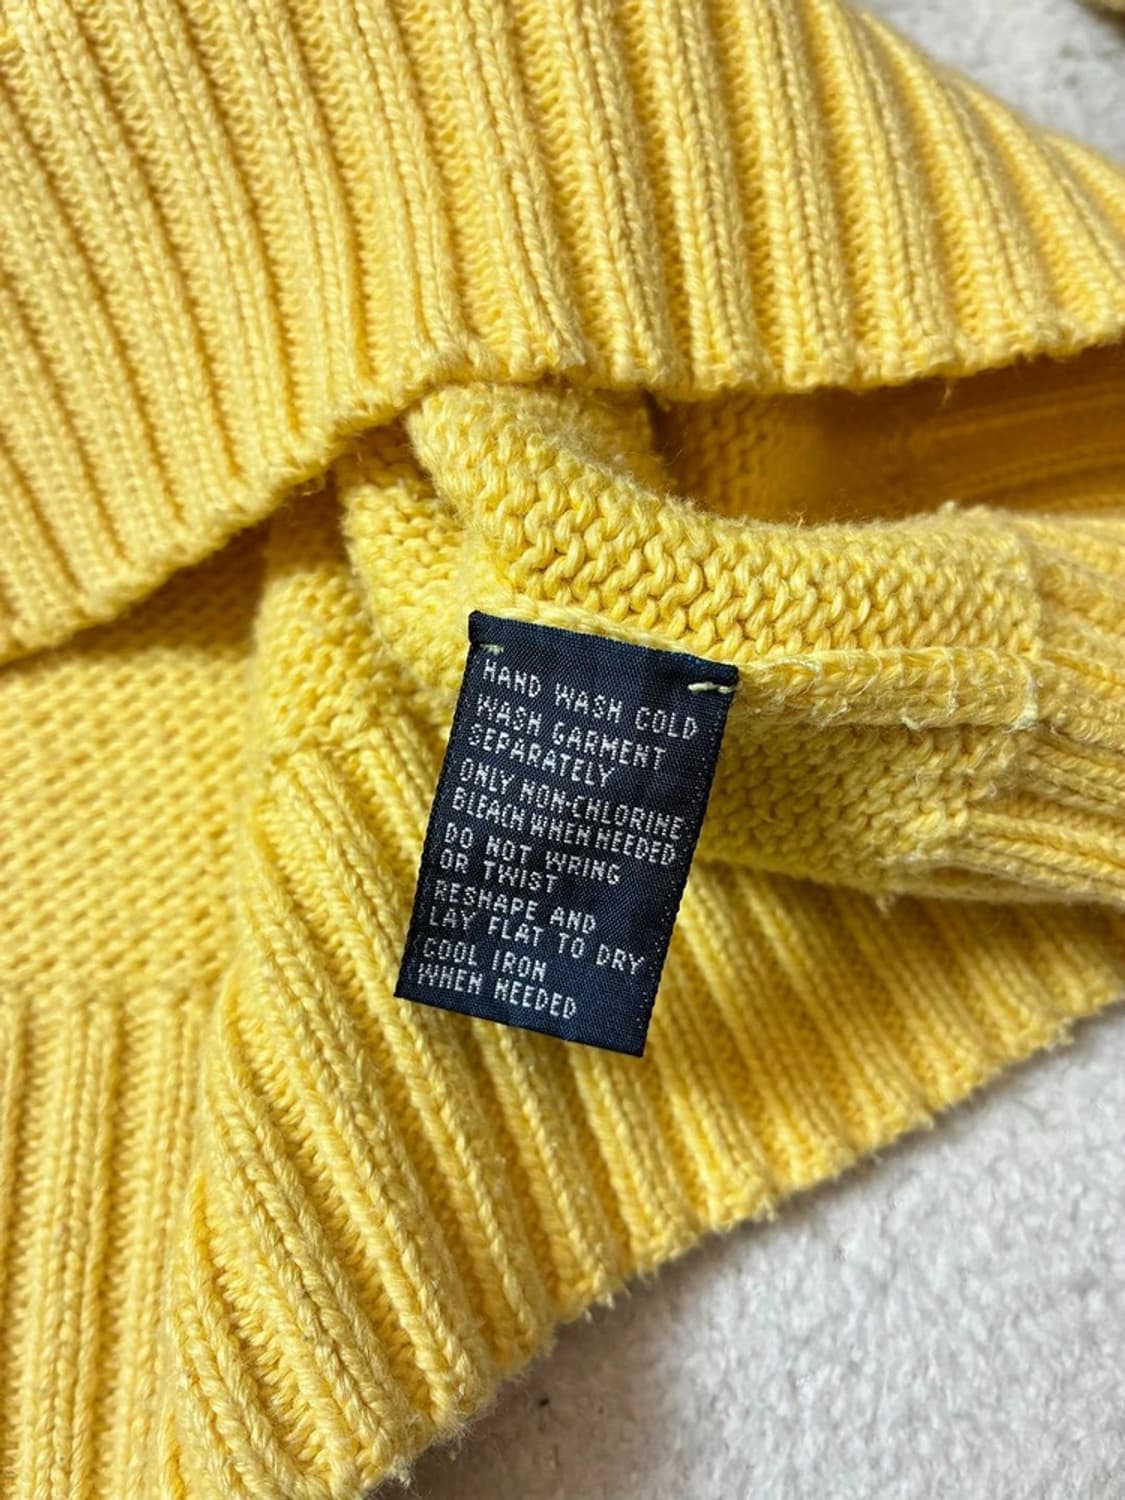 HAND WASH COLD
WASH GARMENT
SEPARATELY
ONLY NON-CHLORINE
BLEACH WHEN NEEDED
DO NOT WRING
OR TWIST
RESHAPE AND
LAY FLAT TO DRY
COOL IRON
WHEN NEEDED